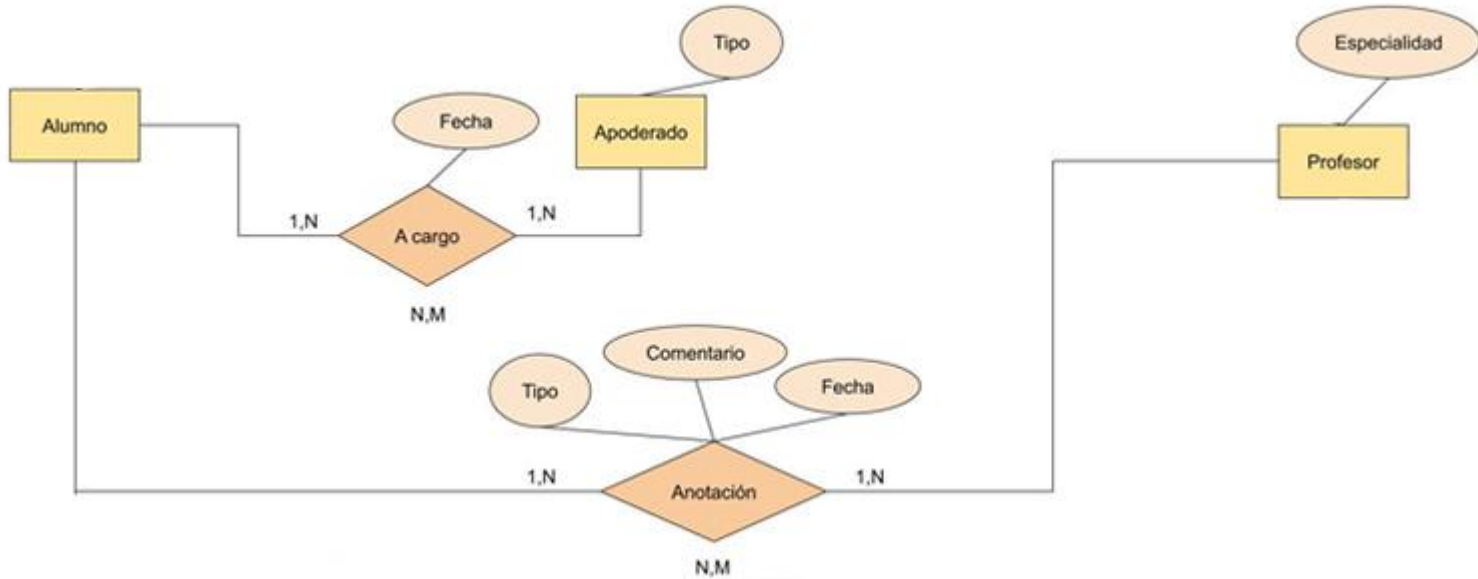 Tipo
Especialidad
Alumno
Fecha
Apoderado
Profesor
1,N
A cargo
1,N
N,M
Comentario
Tipo
Fecha
1,N
Anotación
1,N
N,M